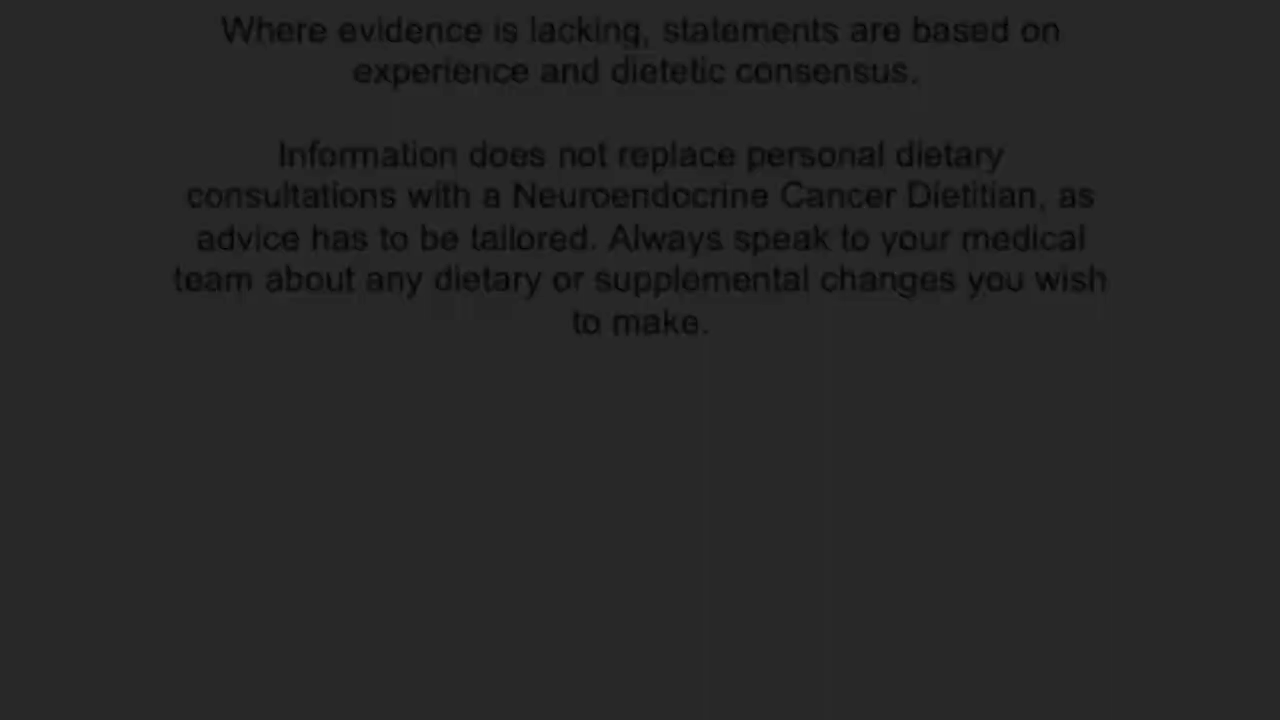 Where evidence is lacking, statements are based on
experience and dietetic consensus.
Information does not replace personal dietary
consultations with a Neuroendocrine Cancer Dietitian, as
advice has to be tailored. Always speak to your medical
team about any dietary or supplemental changes you wish
to make.